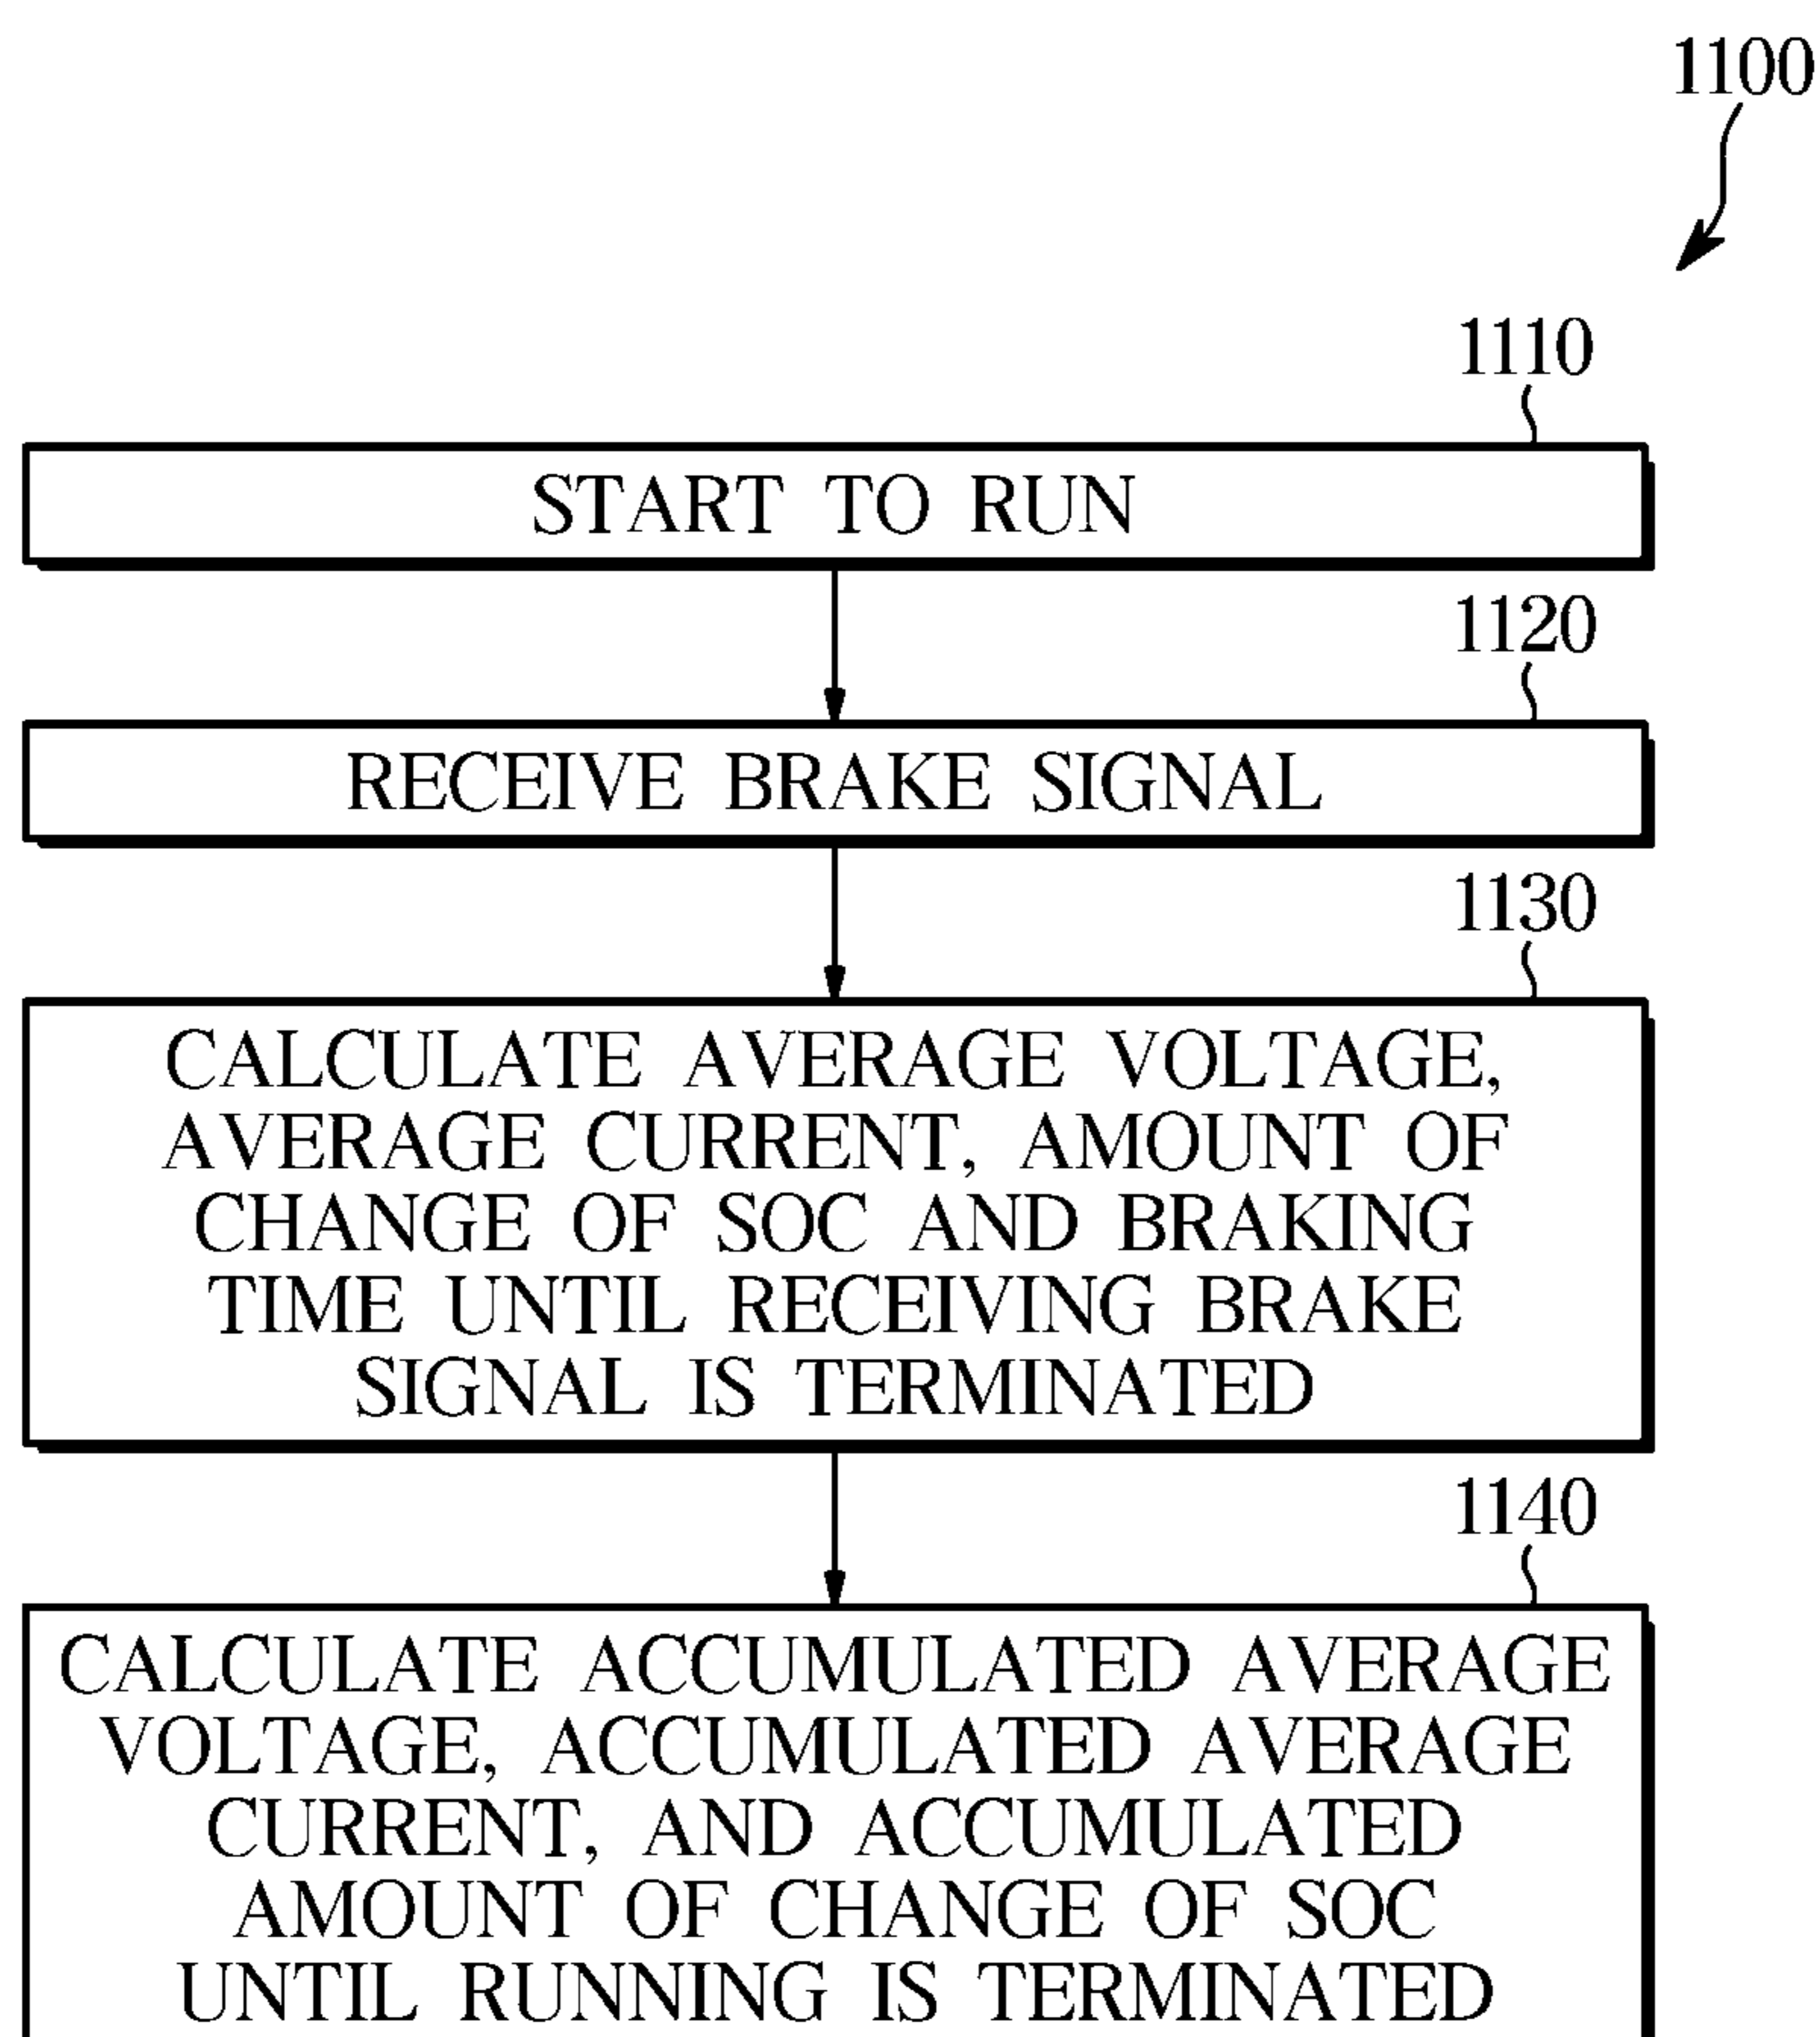 1100
1110
START TO RUN
1120
RECEIVE BRAKE SIGNAL
1130
CALCULATE AVERAGE VOLTAGE,
AVERAGE CURRENT, AMOUNT OF
CHANGE OF SOC AND BRAKING
TIME UNTIL RECEIVING BRAKE
SIGNAL IS TERMINATED
1140
CALCULATE ACCUMULATED AVERAGE
VOLTAGE, ACCUMULATED AVERAGE
CURRENT, AND ACCUMULATED
AMOUNT OF CHANGE OF SOC
UNTIL RUNNING IS TERMINATED